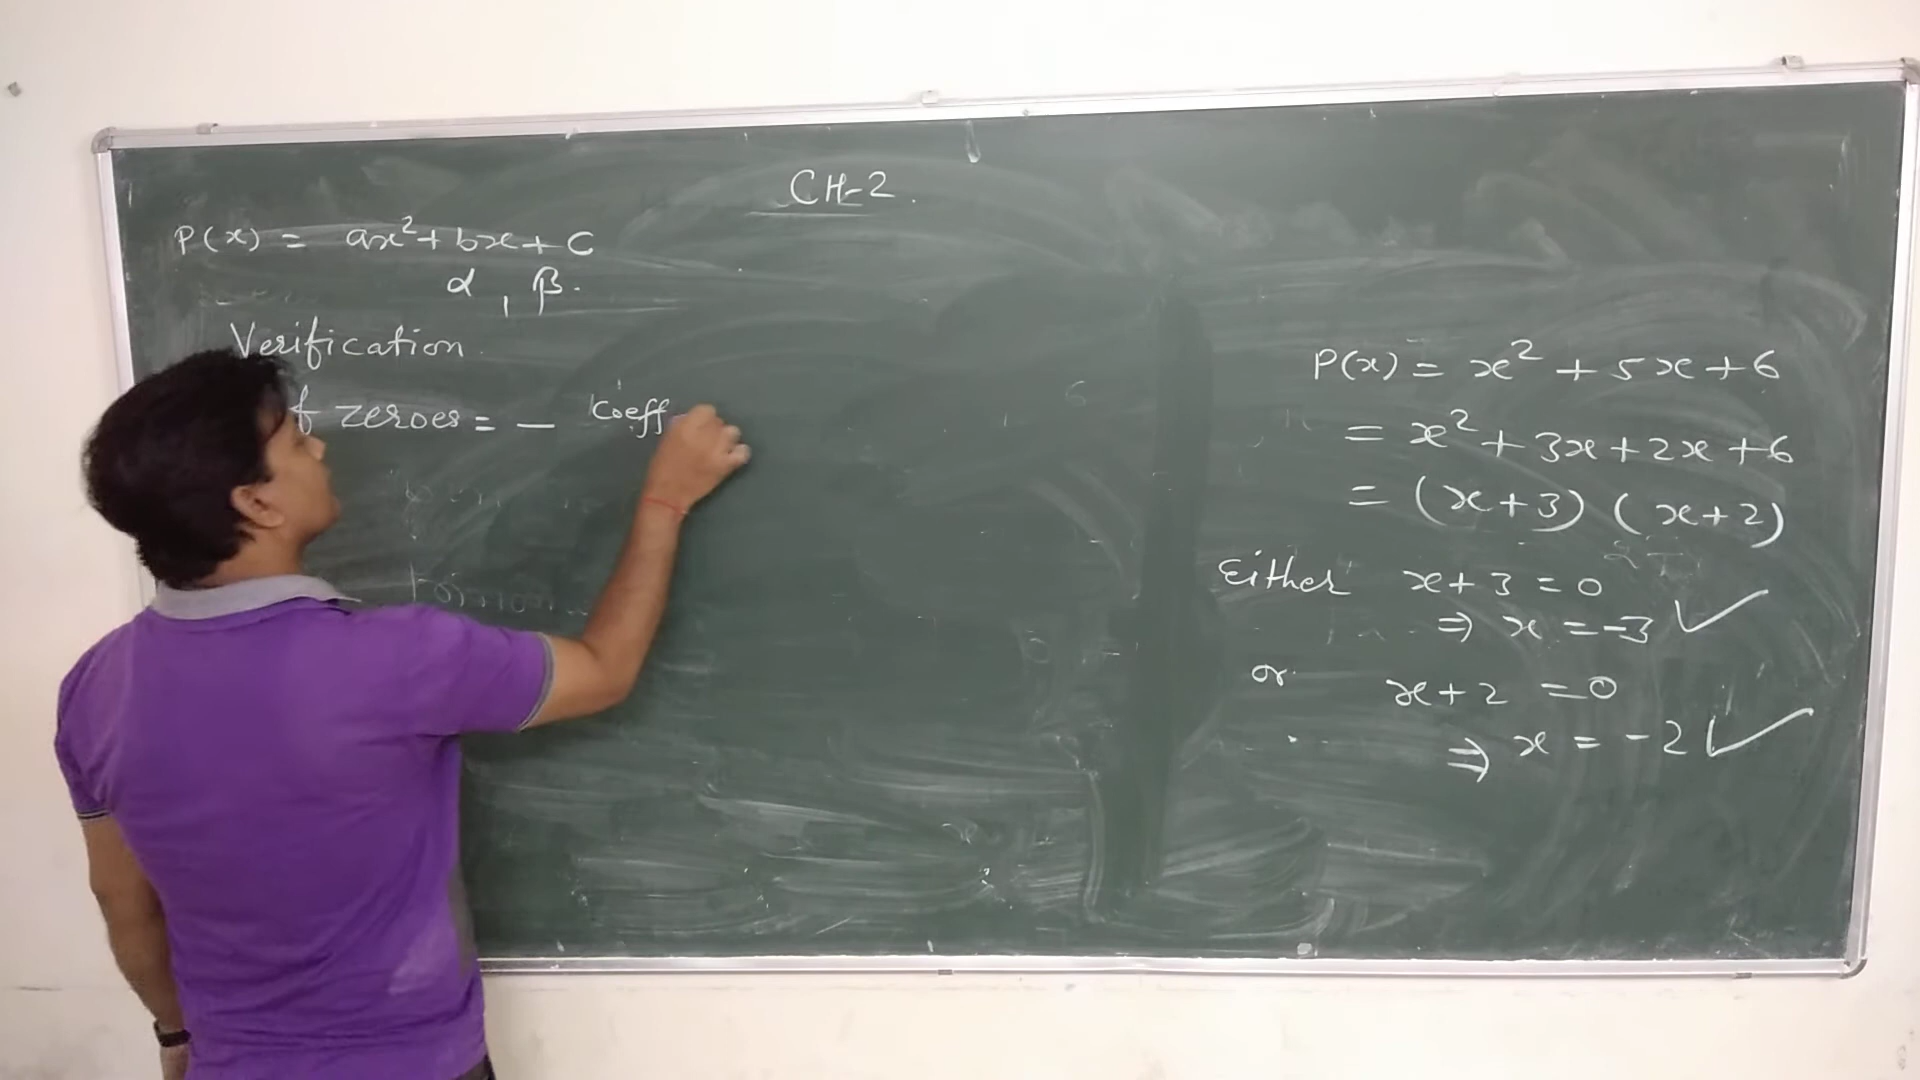 CH-2.
P(x) = ax² + bx + c
α , β.
Verification
f zeroes = - Coeff
P(x) = x² + 5x + 6
= x² + 3x + 2x + 6
= (x+3) (x+2)
Either x + 3 = 0
⇒ x = -3 ✓
or x + 2 = 0
⇒ x = -2 ✓